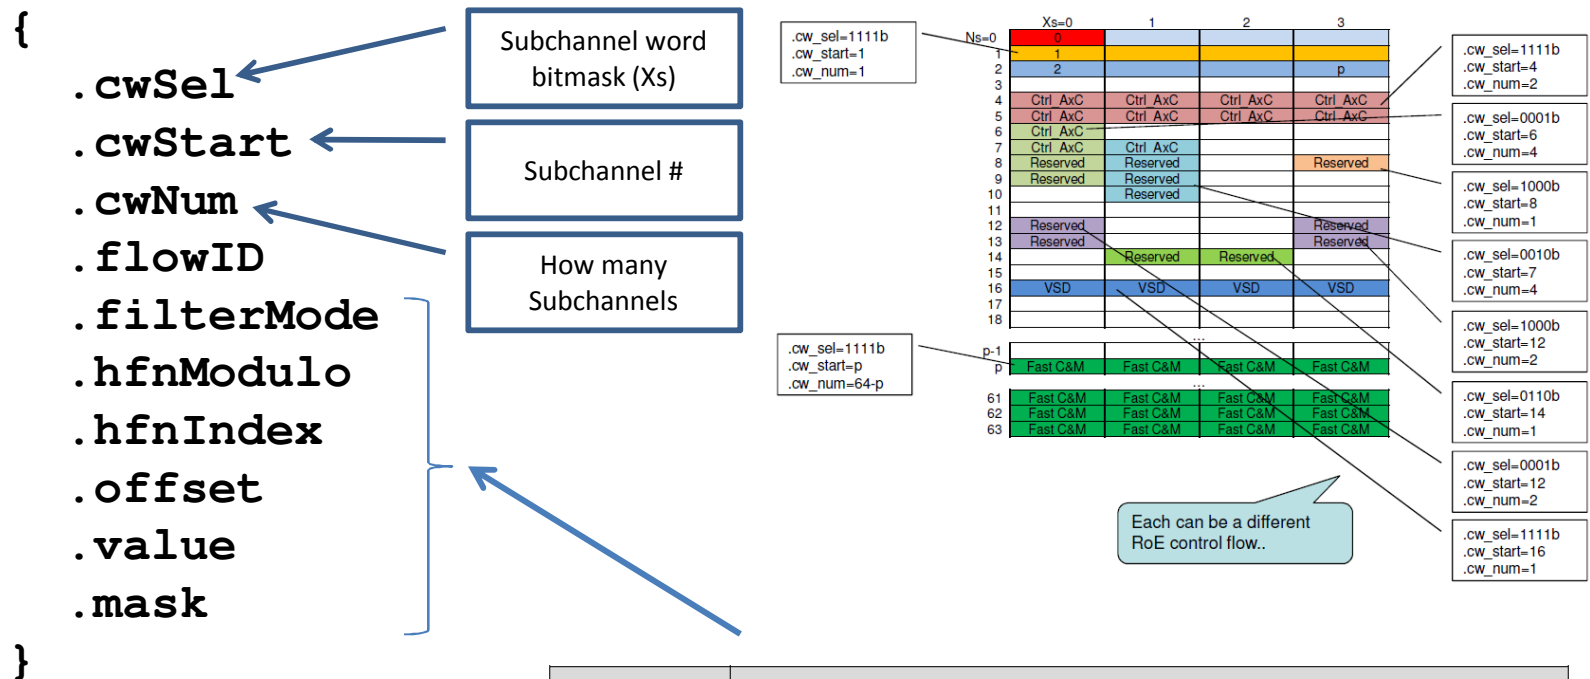 {
.cwSel
.cwStart
.cwNum
.flowID
.filterMode
.hfnModulo
.hfnIndex
.offset
.value
.mask
}
Subchannel word
bitmask (Xs)
Subchannel #
How many
Subchannels
.cw_sel=1111b
.cw_start=1
.cw_num=1
.cw_sel=1111b
.cw_start=p
.cw_num=64-p
Xs=0 1 2 3
Ns=0 0
1 1
2 2 p
3
4 Ctrl_AxC Ctrl_AxC Ctrl_AxC Ctrl_AxC
5 Ctrl_AxC Ctrl_AxC Ctrl_AxC Ctrl_AxC
6 Ctrl_AxC
7 Ctrl_AxC Ctrl_AxC
8 Reserved Reserved Reserved
9 Reserved Reserved
10 Reserved
11
12 Reserved Reserved
13 Reserved Reserved
14 Reserved Reserved
15
16 VSD VSD VSD VSD
17
18
...
p-1
p Fast C&M Fast C&M Fast C&M Fast C&M
...
61 Fast C&M Fast C&M Fast C&M Fast C&M
62 Fast C&M Fast C&M Fast C&M Fast C&M
63 Fast C&M Fast C&M Fast C&M Fast C&M
Each can be a different
RoE control flow..
.cw_sel=1111b
.cw_start=4
.cw_num=2
.cw_sel=0001b
.cw_start=6
.cw_num=4
.cw_sel=1000b
.cw_start=8
.cw_num=1
.cw_sel=0010b
.cw_start=7
.cw_num=4
.cw_sel=1000b
.cw_start=12
.cw_num=2
.cw_sel=0110b
.cw_start=14
.cw_num=1
.cw_sel=0001b
.cw_start=12
.cw_num=2
.cw_sel=1111b
.cw_start=16
.cw_num=1